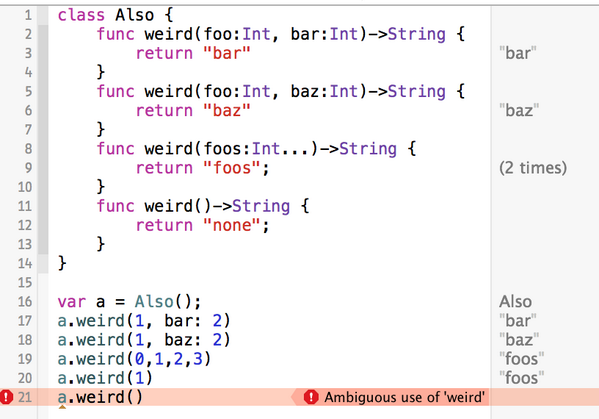 1 class Also {
2 func weird(foo:Int, bar:Int)->String {
3 return "bar" "bar"
4 }
5 func weird(foo:Int, baz:Int)->String {
6 return "baz" "baz"
7 }
8 func weird(foos:Int...)->String {
9 return "foos"; (2 times)
10 }
11 func weird()->String {
12 return "none";
13 }
14 }
15
16 var a = Also(); Also
17 a.weird(1, bar: 2) "bar"
18 a.weird(1, baz: 2) "baz"
19 a.weird(0,1,2,3) "foos"
20 a.weird(1) "foos"
21 a.weird() Ambiguous use of 'weird'